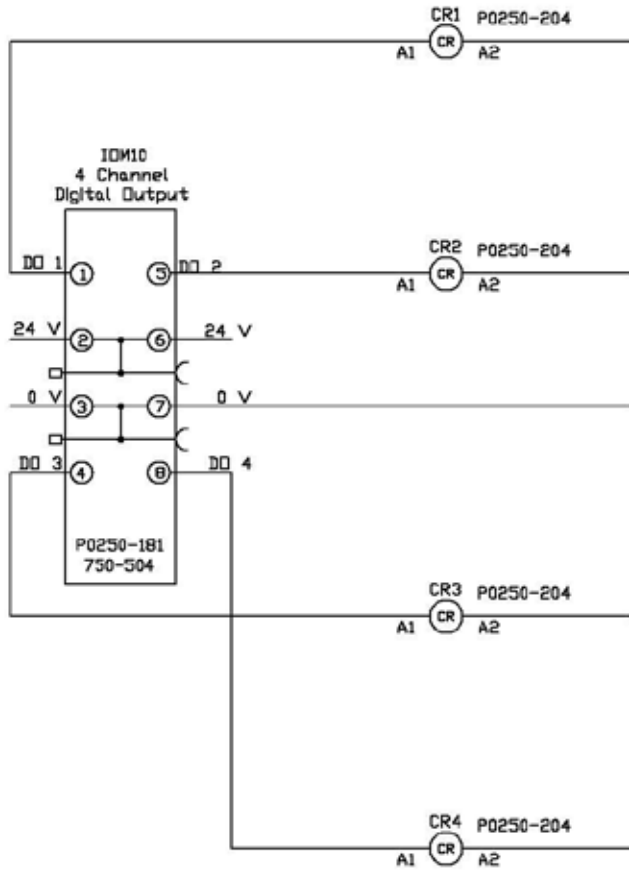 CR1 P0250-204
A1 CR A2
IOM10
4 Channel
Digital Output
DO 1 1 5 DO 2
CR2 P0250-204
A1 CR A2
24 V 2 6 24 V
0 V 3 7 0 V
DO 3 4 8 DO 4
P0250-181
750-504
CR3 P0250-204
A1 CR A2
CR4 P0250-204
A1 CR A2